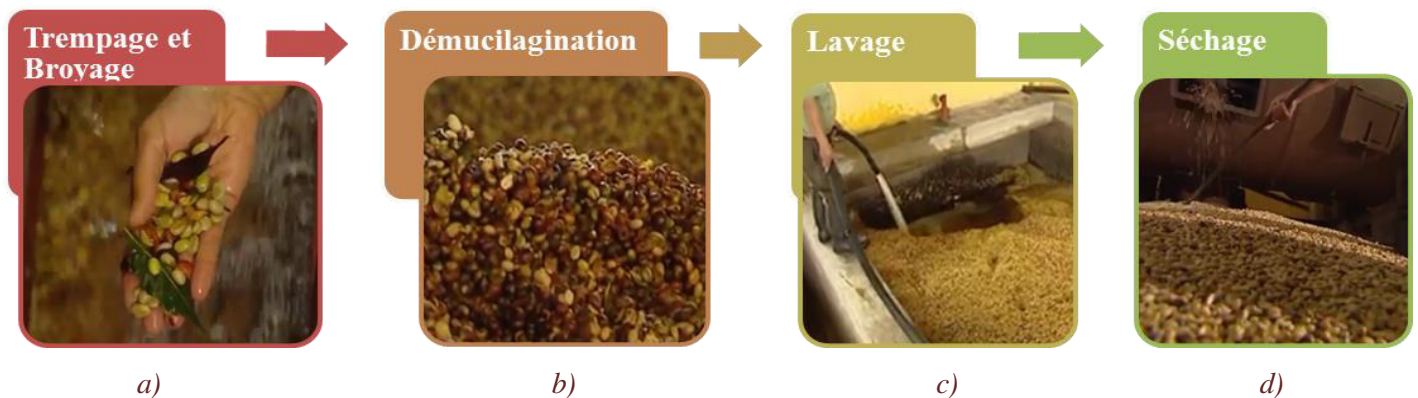 Trempage et
Broyage
Démucilagination
Lavage
Séchage
a)
b)
c)
d)